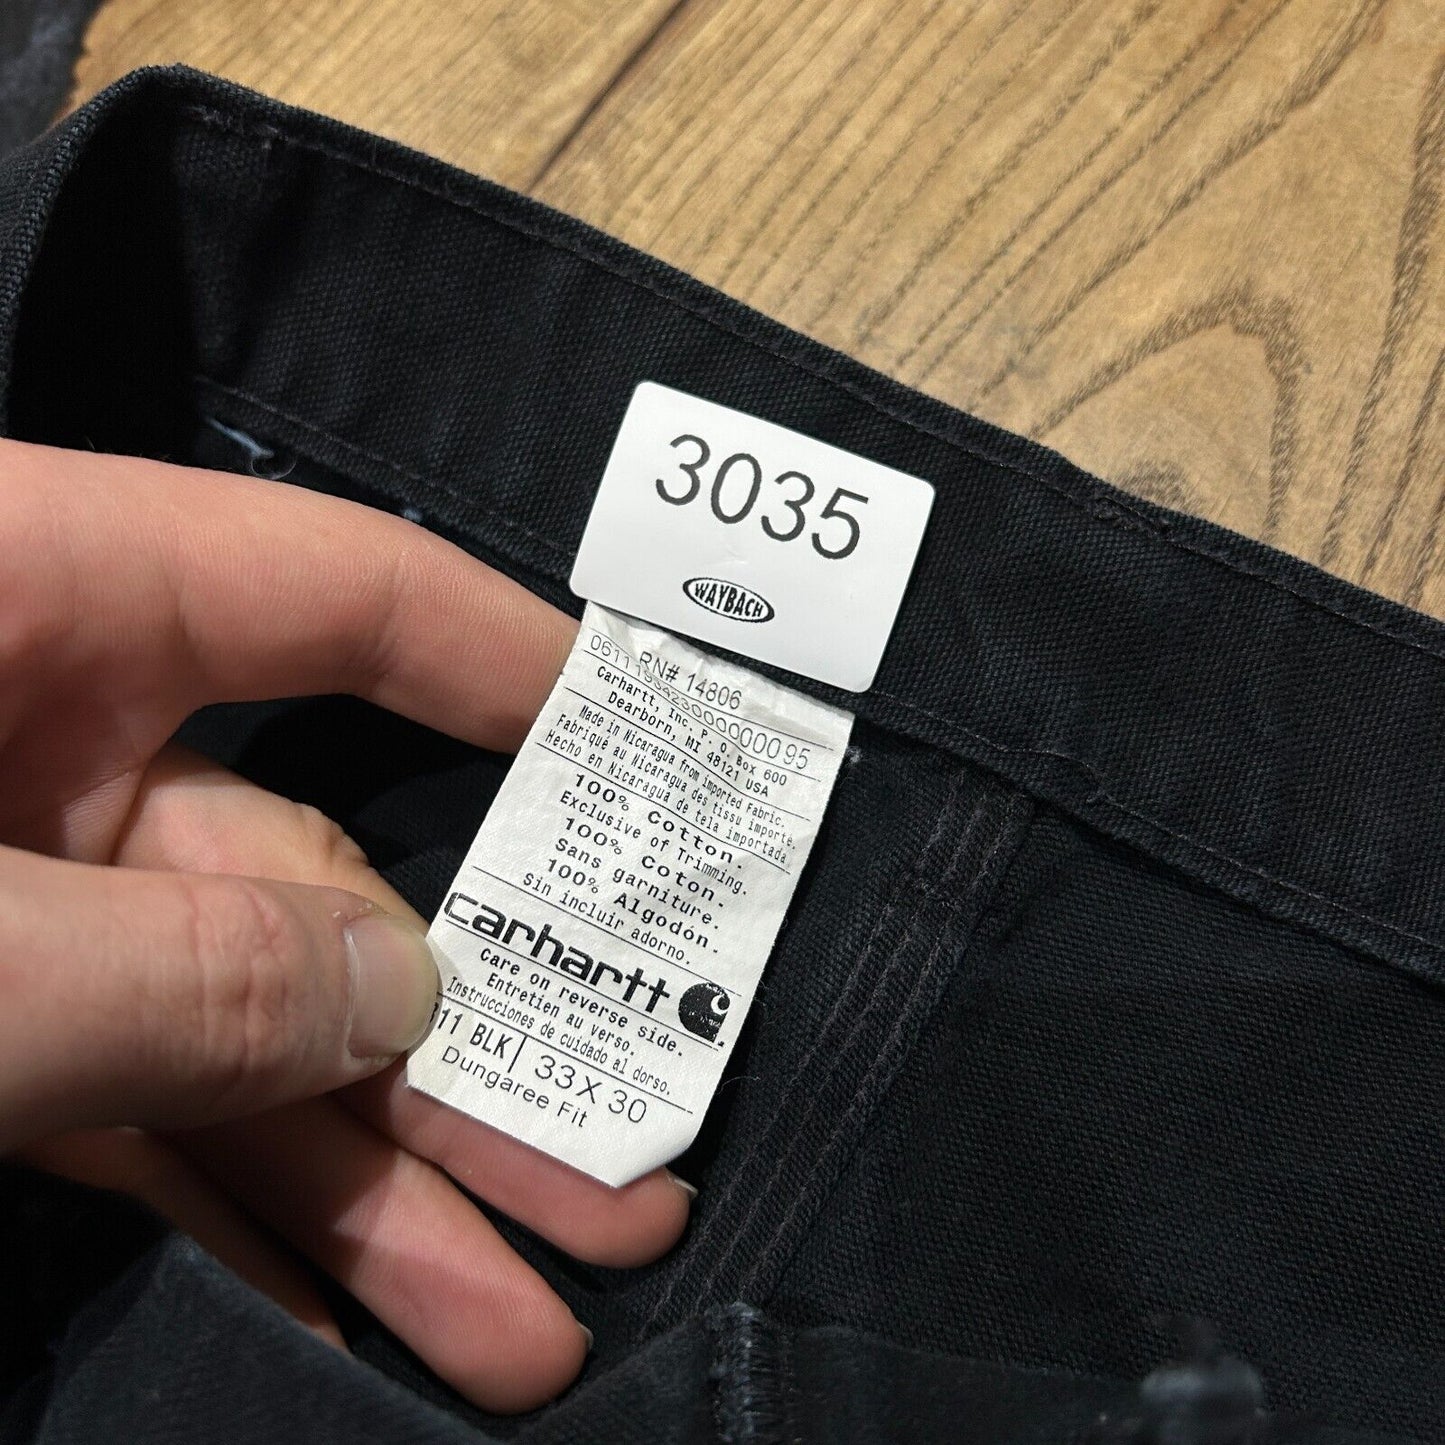 3035
WAYBACH
RN# 14806
Carhartt, Inc. P.O. Box 600
Dearborn, MI 48121 USA
Made in Nicaragua from imported Fabric.
Fabriqué au Nicaragua des tissu importé.
Hecho en Nicaragua de tela importada
100% Cotton.
Exclusive of Trimming.
100% Coton.
Sans garniture.
100% Algodón.
sin incluir adorno.
carhartt
Care on reverse side.
Entretien au verso.
Instrucciones de cuidado al dorso.
BLK 33 X 30
Dungaree Fit